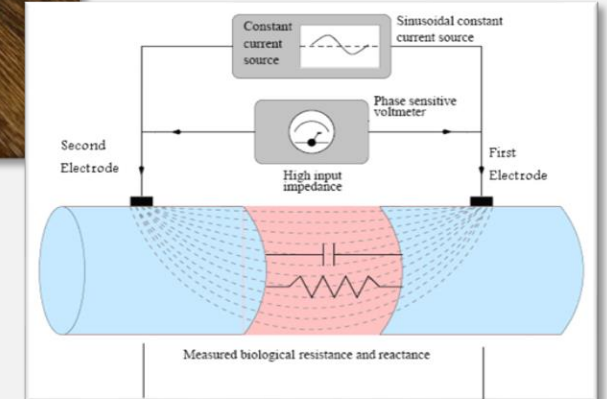 Constant
current
source
Sinusoidal constant
current source
Phase sensitive
voltmeter
Second
Electrode
High input
impedance
First
Electrode
Measured biological resistance and reactance